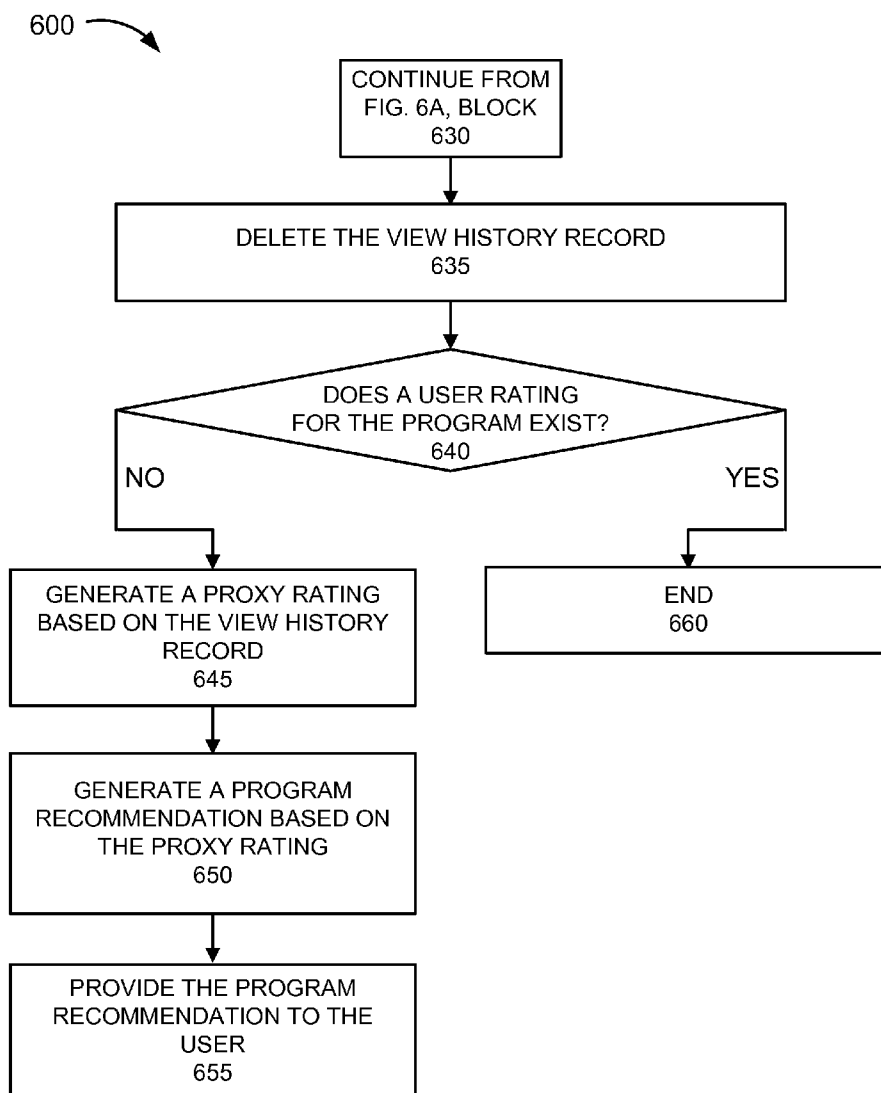 600
CONTINUE FROM
FIG. 6A, BLOCK
630
DELETE THE VIEW HISTORY RECORD
635
DOES A USER RATING
FOR THE PROGRAM EXIST?
640
NO
YES
GENERATE A PROXY RATING
BASED ON THE VIEW HISTORY
RECORD
645
END
660
GENERATE A PROGRAM
RECOMMENDATION BASED ON
THE PROXY RATING
650
PROVIDE THE PROGRAM
RECOMMENDATION TO THE
USER
655